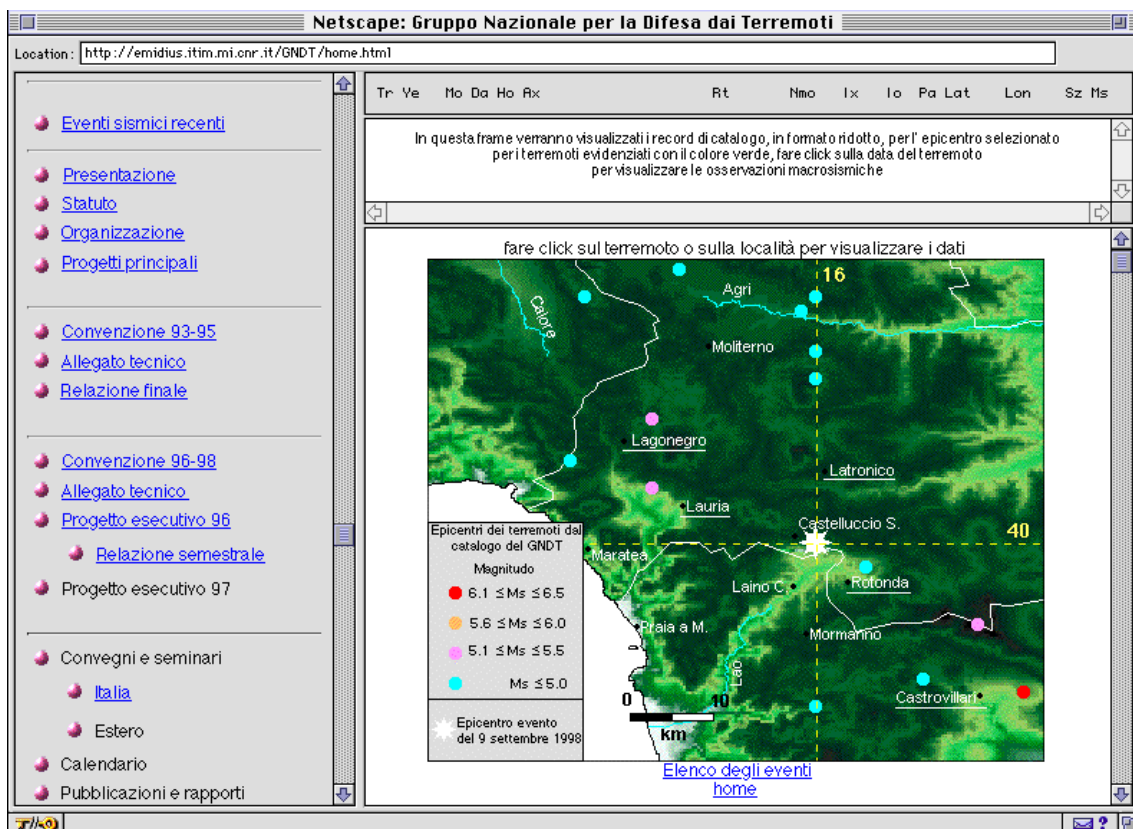 Netscape: Gruppo Nazionale per la Difesa dai Terremoti
Location: http://emidius.itim.mi.cnr.it/GNDT/home.html
Eventi sismici recenti
Presentazione
Statuto
Organizzazione
Progetti principali
Convenzione 93-95
Allegato tecnico
Relazione finale
Convenzione 96-98
Allegato tecnico
Progetto esecutivo 96
Relazione semestrale
Progetto esecutivo 97
Convegni e seminari
Italia
Estero
Calendario
Pubblicazioni e rapporti
Tr Ye Mo Da Ho Ax Rt Nmo Ix Io Pa Lat Lon Sz Ms
In questa frame verranno visualizzati i record di catalogo, in formato ridotto, per l' epicentro selezionato
per i terremoti evidenziati con il colore verde, fare click sulla data del terremoto
per visualizzare le osservazioni macrosismiche
fare click sul terremoto o sulla località per visualizzare i dati
16
Agri
Calore
Moliterno
Lagonegro
Latronico
Lauria
Castelluccio S.
40
Maratea
Laino C.
Rotonda
Praia a M.
Mormanno
Lao
Castrovillari
Epicentri dei terremoti dal
catalogo del GNDT
Magnitudo
6.1 ≤Ms ≤6.5
5.6 ≤Ms ≤6.0
5.1 ≤Ms ≤5.5
Ms ≤5.0
0 10
km
Epicentro evento
del 9 settembre 1998
Elenco degli eventi
home
?